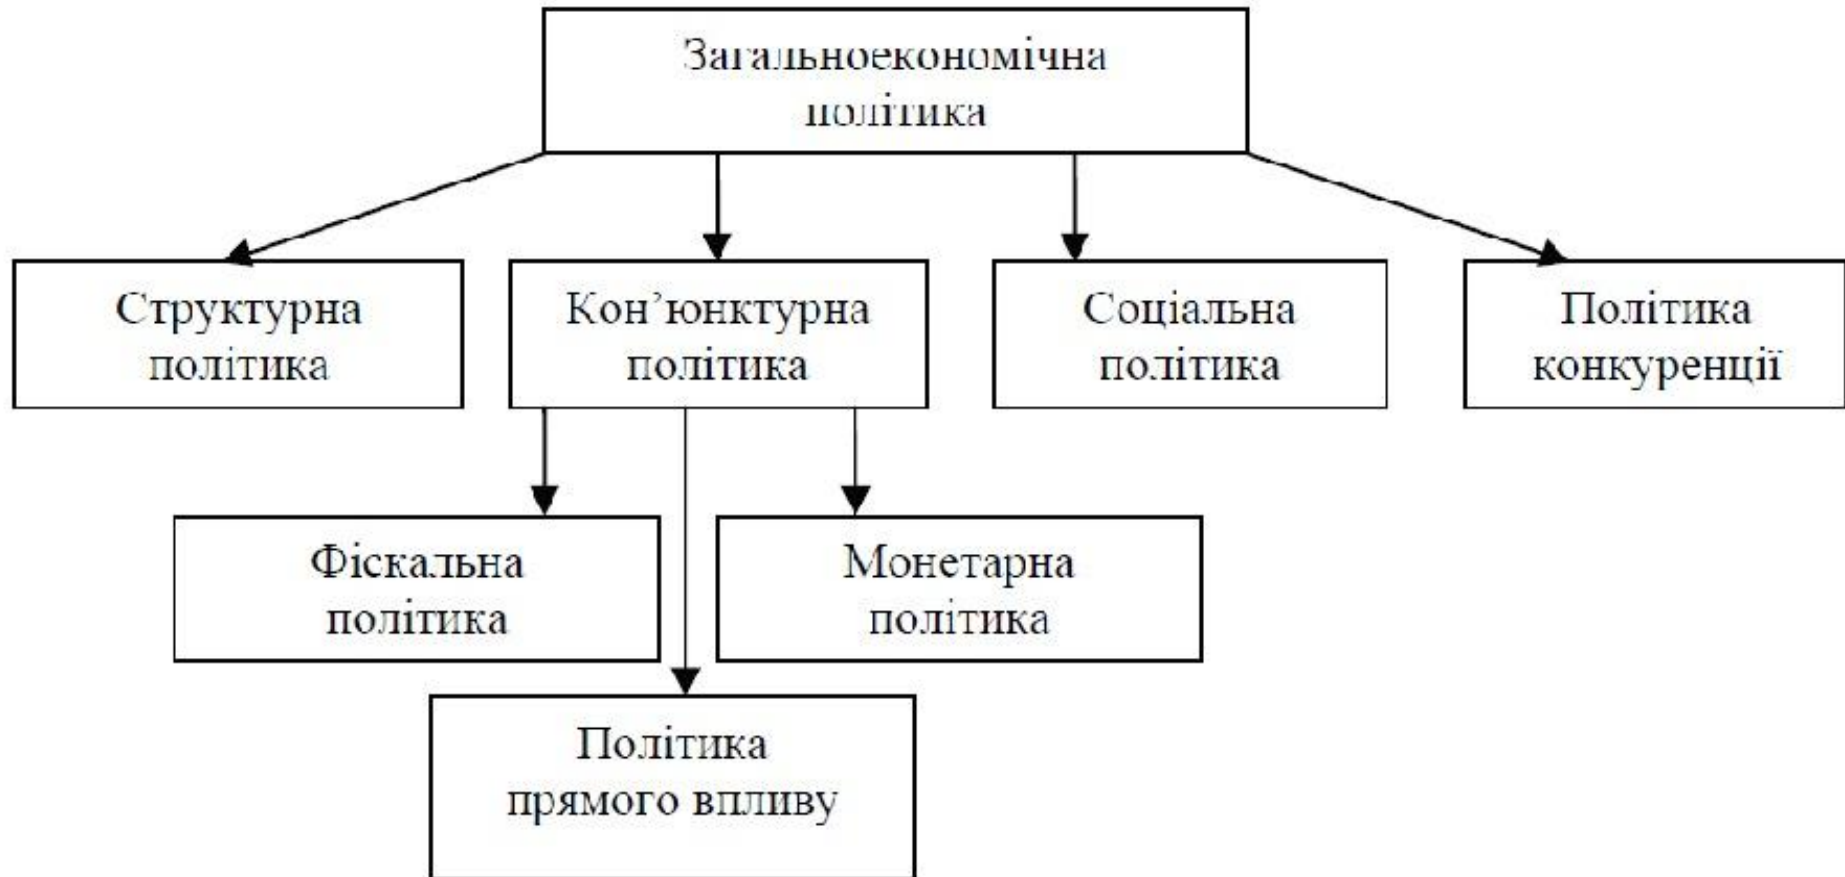 Загальноекономічна
політика
Структурна
політика
Кон’юнктурна
політика
Соціальна
політика
Політика
конкуренції
Фіскальна
політика
Монетарна
політика
Політика
прямого впливу